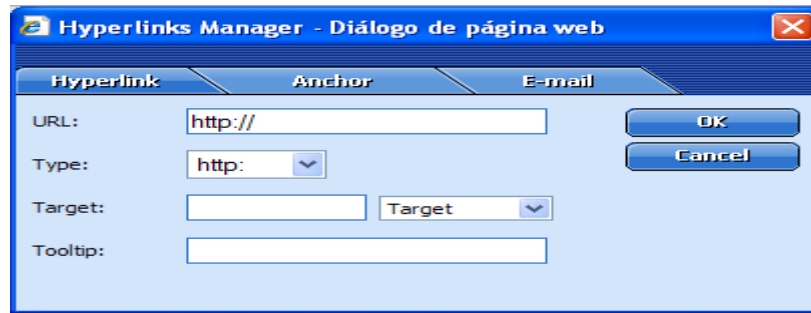 Hyperlinks Manager - Diálogo de página web
Hyperlink Anchor E-mail
URL: http:// OK
Type: http: Cancel
Target: Target
Tooltip: